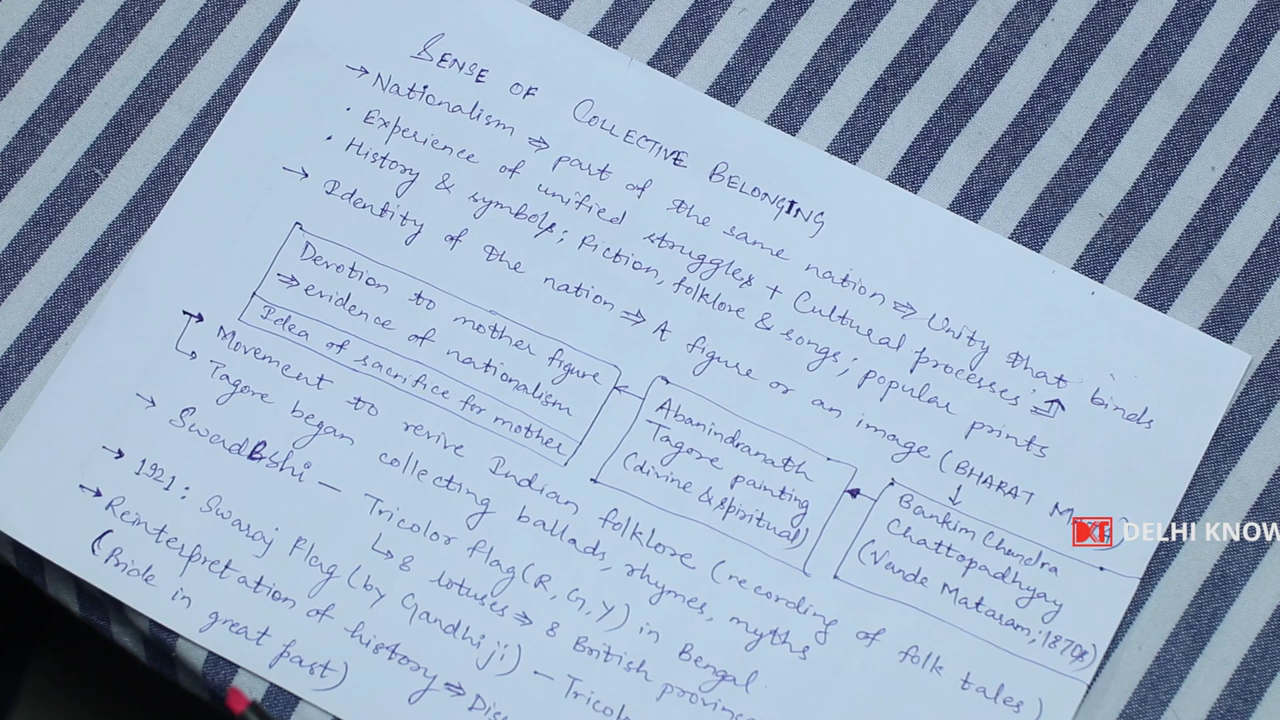 SENSE OF COLLECTIVE BELONGING
→ Nationalism ⇒ part of the same nation ⇒ Unity that binds
• Experience of unified struggles + Cultural processes ⇑
• History & symbols; Fiction, folklore & songs; popular prints
→ Identity of the nation ⇒ A figure or an image (BHARAT
Devotion to mother figure
⇒ evidence of nationalism
Idea of sacrifice for mother
Abanindranath
Tagore painting
(divine & spiritual)
Bankim Chandra
Chattopadhyay
(Vande Mataram; 1870s)
→ Movement to revive Indian folklore (recording of folk tales)
↳ Tagore began collecting ballads, rhymes, myths
→ Swadeshi – Tricolor flag (R, G, Y) in Bengal
↳ 8 lotuses ⇒ 8 British
→ 1921: Swaraj Flag (by Gandhiji) –
→ Reinterpretation of history ⇒
(Pride in great past)
DELHI KNOW